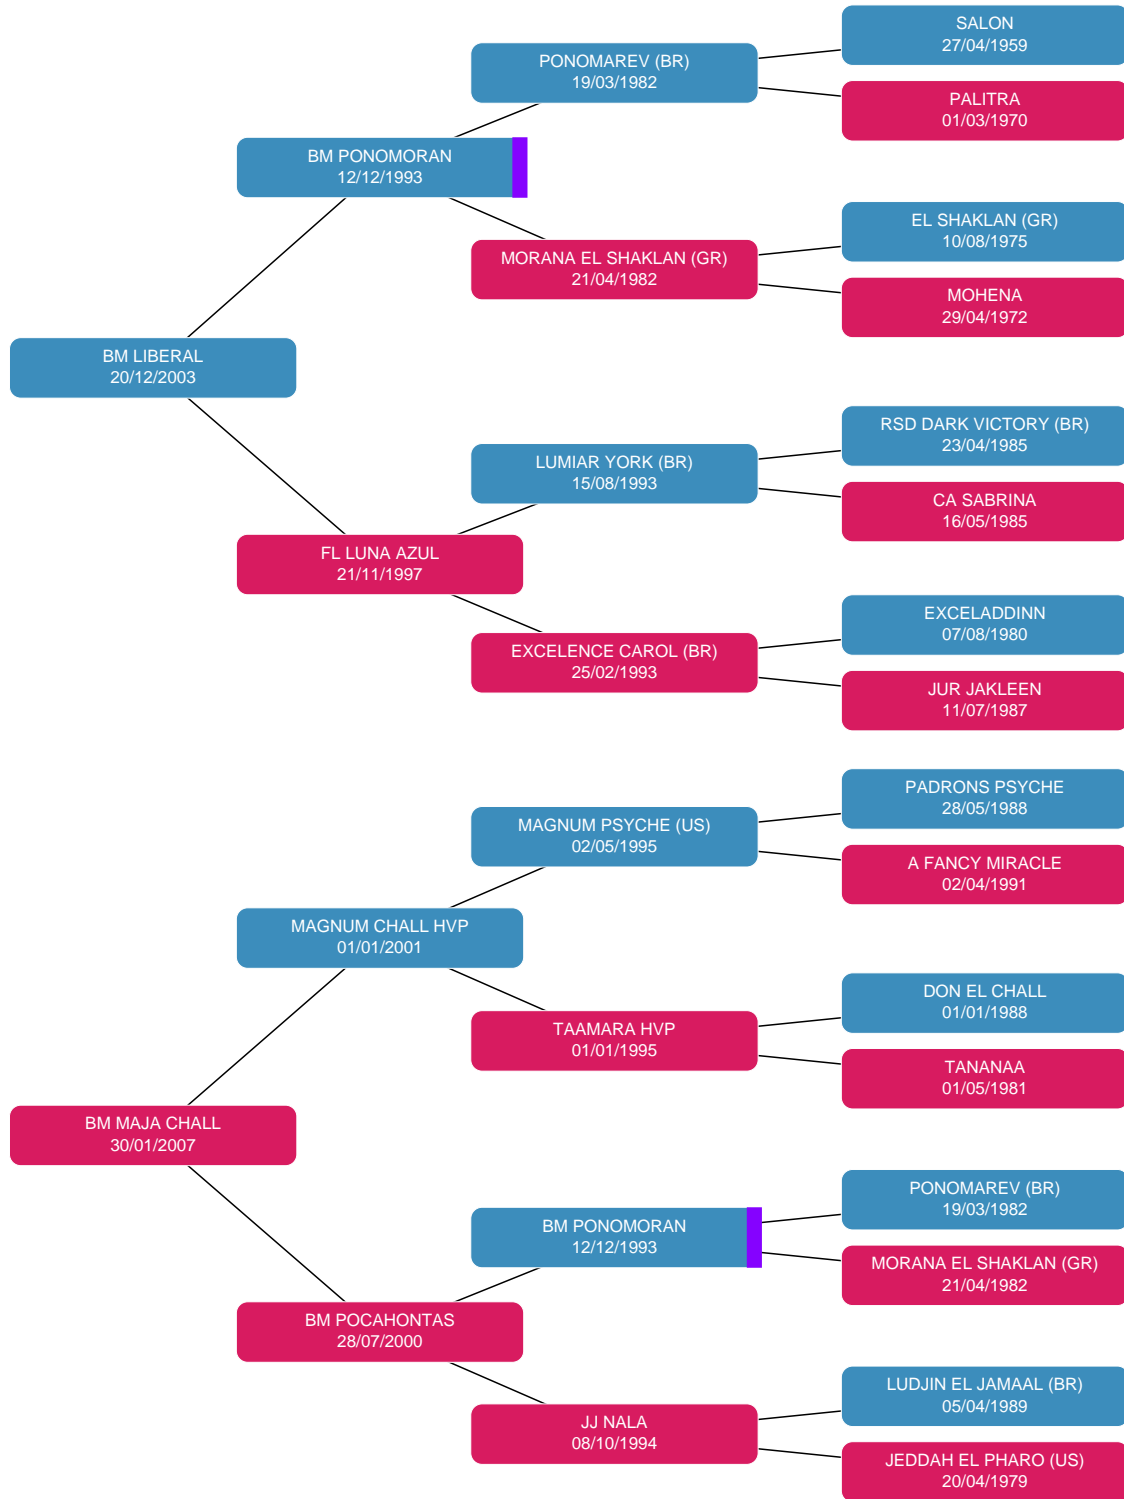 SALON
27/04/1959
PONOMAREV (BR)
19/03/1982
PALITRA
01/03/1970
BM PONOMORAN
12/12/1993
EL SHAKLAN (GR)
10/08/1975
MORANA EL SHAKLAN (GR)
21/04/1982
MOHENA
29/04/1972
BM LIBERAL
20/12/2003
RSD DARK VICTORY (BR)
23/04/1985
LUMIAR YORK (BR)
15/08/1993
CA SABRINA
16/05/1985
FL LUNA AZUL
21/11/1997
EXCELADDINN
07/08/1980
EXCELENCE CAROL (BR)
25/02/1993
JUR JAKLEEN
11/07/1987
PADRONS PSYCHE
28/05/1988
MAGNUM PSYCHE (US)
02/05/1995
A FANCY MIRACLE
02/04/1991
MAGNUM CHALL HVP
01/01/2001
DON EL CHALL
01/01/1988
TAAMARA HVP
01/01/1995
TANANAA
01/05/1981
BM MAJA CHALL
30/01/2007
PONOMAREV (BR)
19/03/1982
BM PONOMORAN
12/12/1993
MORANA EL SHAKLAN (GR)
21/04/1982
BM POCAHONTAS
28/07/2000
LUDJIN EL JAMAAL (BR)
05/04/1989
JJ NALA
08/10/1994
JEDDAH EL PHARO (US)
20/04/1979